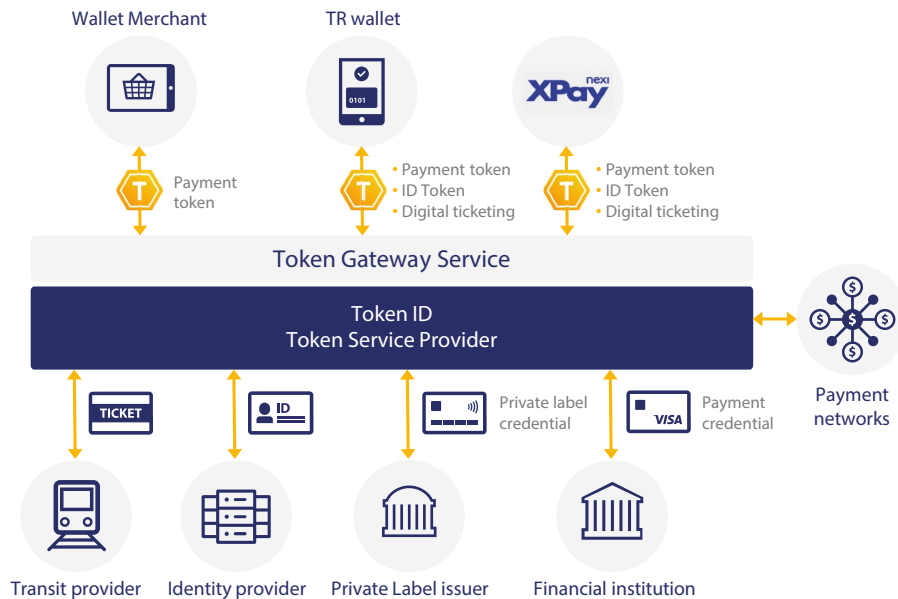 Wallet Merchant
TR wallet
0101
nexi
XPay
T
Payment
token
T
• Payment token
• ID Token
• Digital ticketing
T
• Payment token
• ID Token
• Digital ticketing
Token Gateway Service
Token ID
Token Service Provider
$
$
$
$
$
Payment
networks
TICKET
ID
Private label
credential
VISA
Payment
credential
Transit provider
Identity provider
Private Label issuer
Financial institution